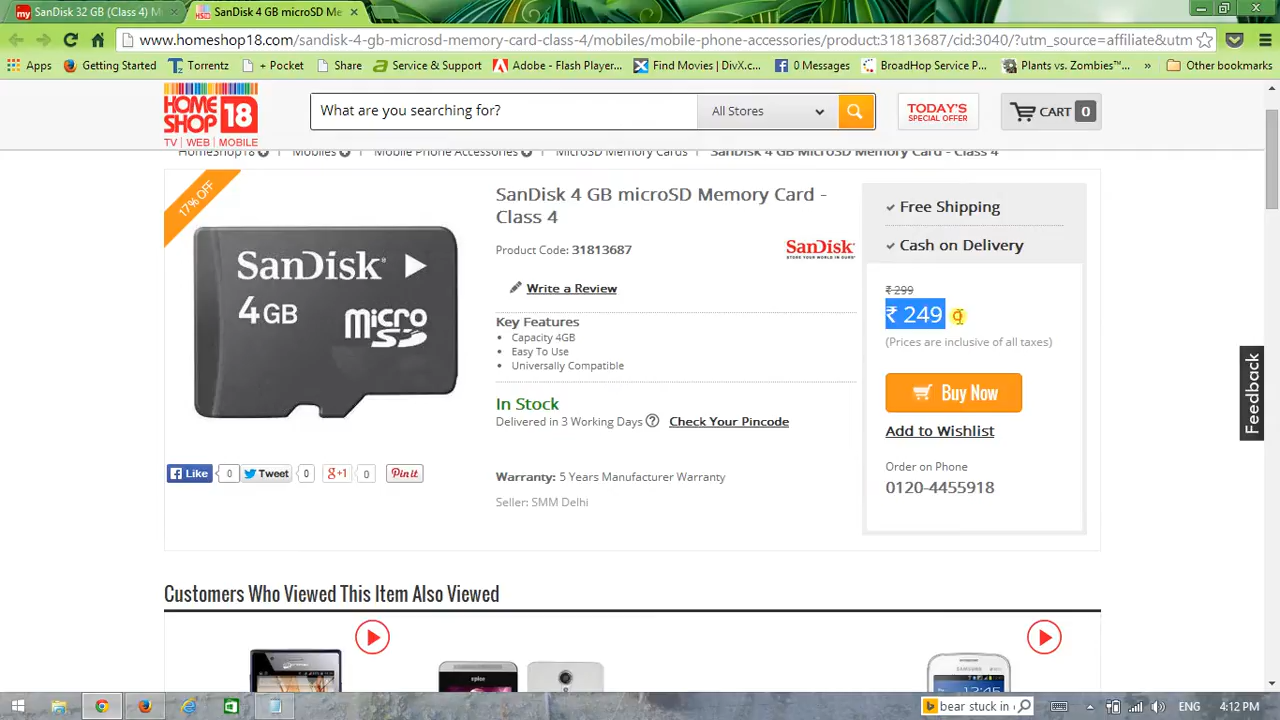 SanDisk 32 GB (Class 4) Mi
SanDisk 4 GB microSD Me
www.homeshop18.com/sandisk-4-gb-microsd-memory-card-class-4/mobiles/mobile-phone-accessories/product:31813687/cid:3040/?utm_source=affiliate&utm
Apps Getting Started Torrentz + Pocket Share Service & Support Adobe - Flash Player... Find Movies | DivX.c... 0 Messages BroadHop Service P... Plants vs. Zombies™... » Other bookmarks
HOME SHOP 18
TV | WEB | MOBILE
What are you searching for?
All Stores
TODAY'S
SPECIAL OFFER
CART 0
HomeShop18 Mobiles Mobile Phone Accessories MicroSD Memory Cards SanDisk 4 GB MicroSD Memory Card - Class 4
17% OFF
SanDisk
4GB
micro SD
SanDisk 4 GB microSD Memory Card -
Class 4
Product Code: 31813687
SanDisk
Write a Review
Key Features
• Capacity 4GB
• Easy To Use
• Universally Compatible
In Stock
Delivered in 3 Working Days ? Check Your Pincode
Warranty: 5 Years Manufacturer Warranty
Seller: SMM Delhi
Like 0 Tweet 0 g+1 0 Pin it
Free Shipping
Cash on Delivery
₹ 299
₹ 249
(Prices are inclusive of all taxes)
Buy Now
Add to Wishlist
Order on Phone
0120-4455918
Feedback
Customers Who Viewed This Item Also Viewed
bear stuck in
ENG 4:12 PM